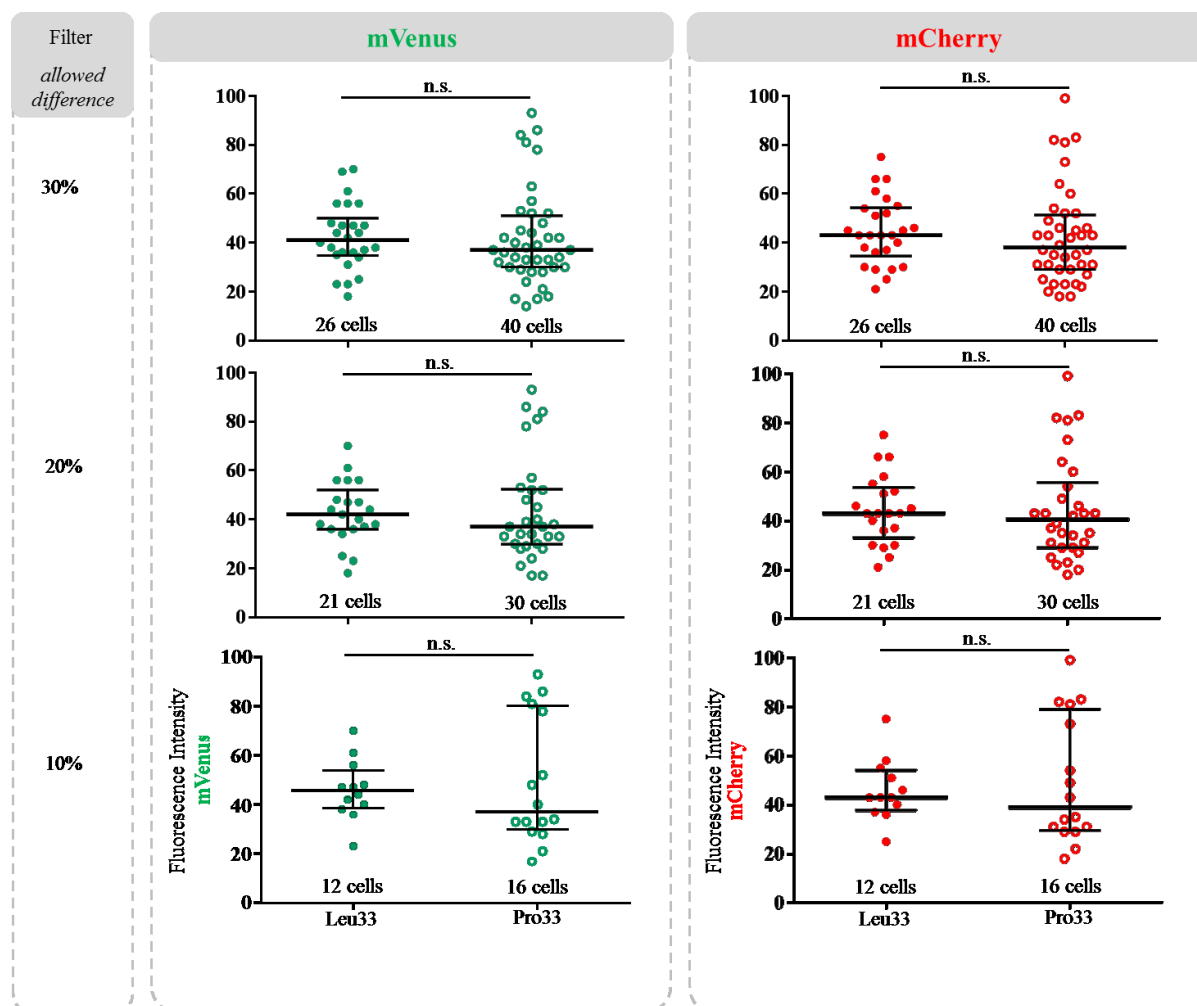 Filter
allowed
difference
mVenus
mCherry
30%
n.s.
100
80
60
40
20
0
26 cells
40 cells
n.s.
100
80
60
40
20
0
26 cells
40 cells
20%
n.s.
100
80
60
40
20
0
21 cells
30 cells
n.s.
100
80
60
40
20
0
21 cells
30 cells
10%
Fluorescence Intensity
mVenus
n.s.
100
80
60
40
20
0
12 cells
16 cells
Leu33
Pro33
Fluorescence Intensity
mCherry
n.s.
100
80
60
40
20
0
12 cells
16 cells
Leu33
Pro33